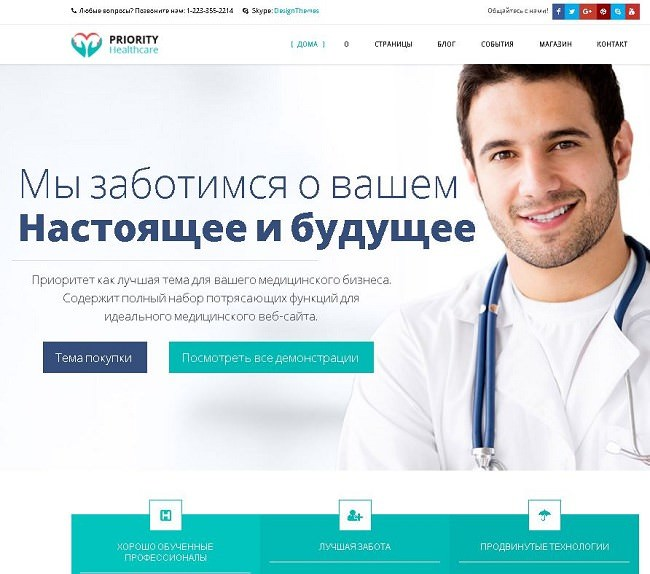 Любые вопросы? Позвоните нам: 1-223-355-2214 Skype: DesignThemes Общайтесь с нами!
PRIORITY
Healthcare
[ ДОМА ] О СТРАНИЦЫ БЛОГ СОБЫТИЯ МАГАЗИН КОНТАКТ
Мы заботимся о вашем
Настоящее и будущее
Приоритет как лучшая тема для вашего медицинского бизнеса.
Содержит полный набор потрясающих функций для
идеального медицинского веб-сайта.
Тема покупки Посмотреть все демонстрации
ХОРОШО ОБУЧЕННЫЕ
ПРОФЕССИОНАЛЫ ЛУЧШАЯ ЗАБОТА ПРОДВИНУТЫЕ ТЕХНОЛОГИИ